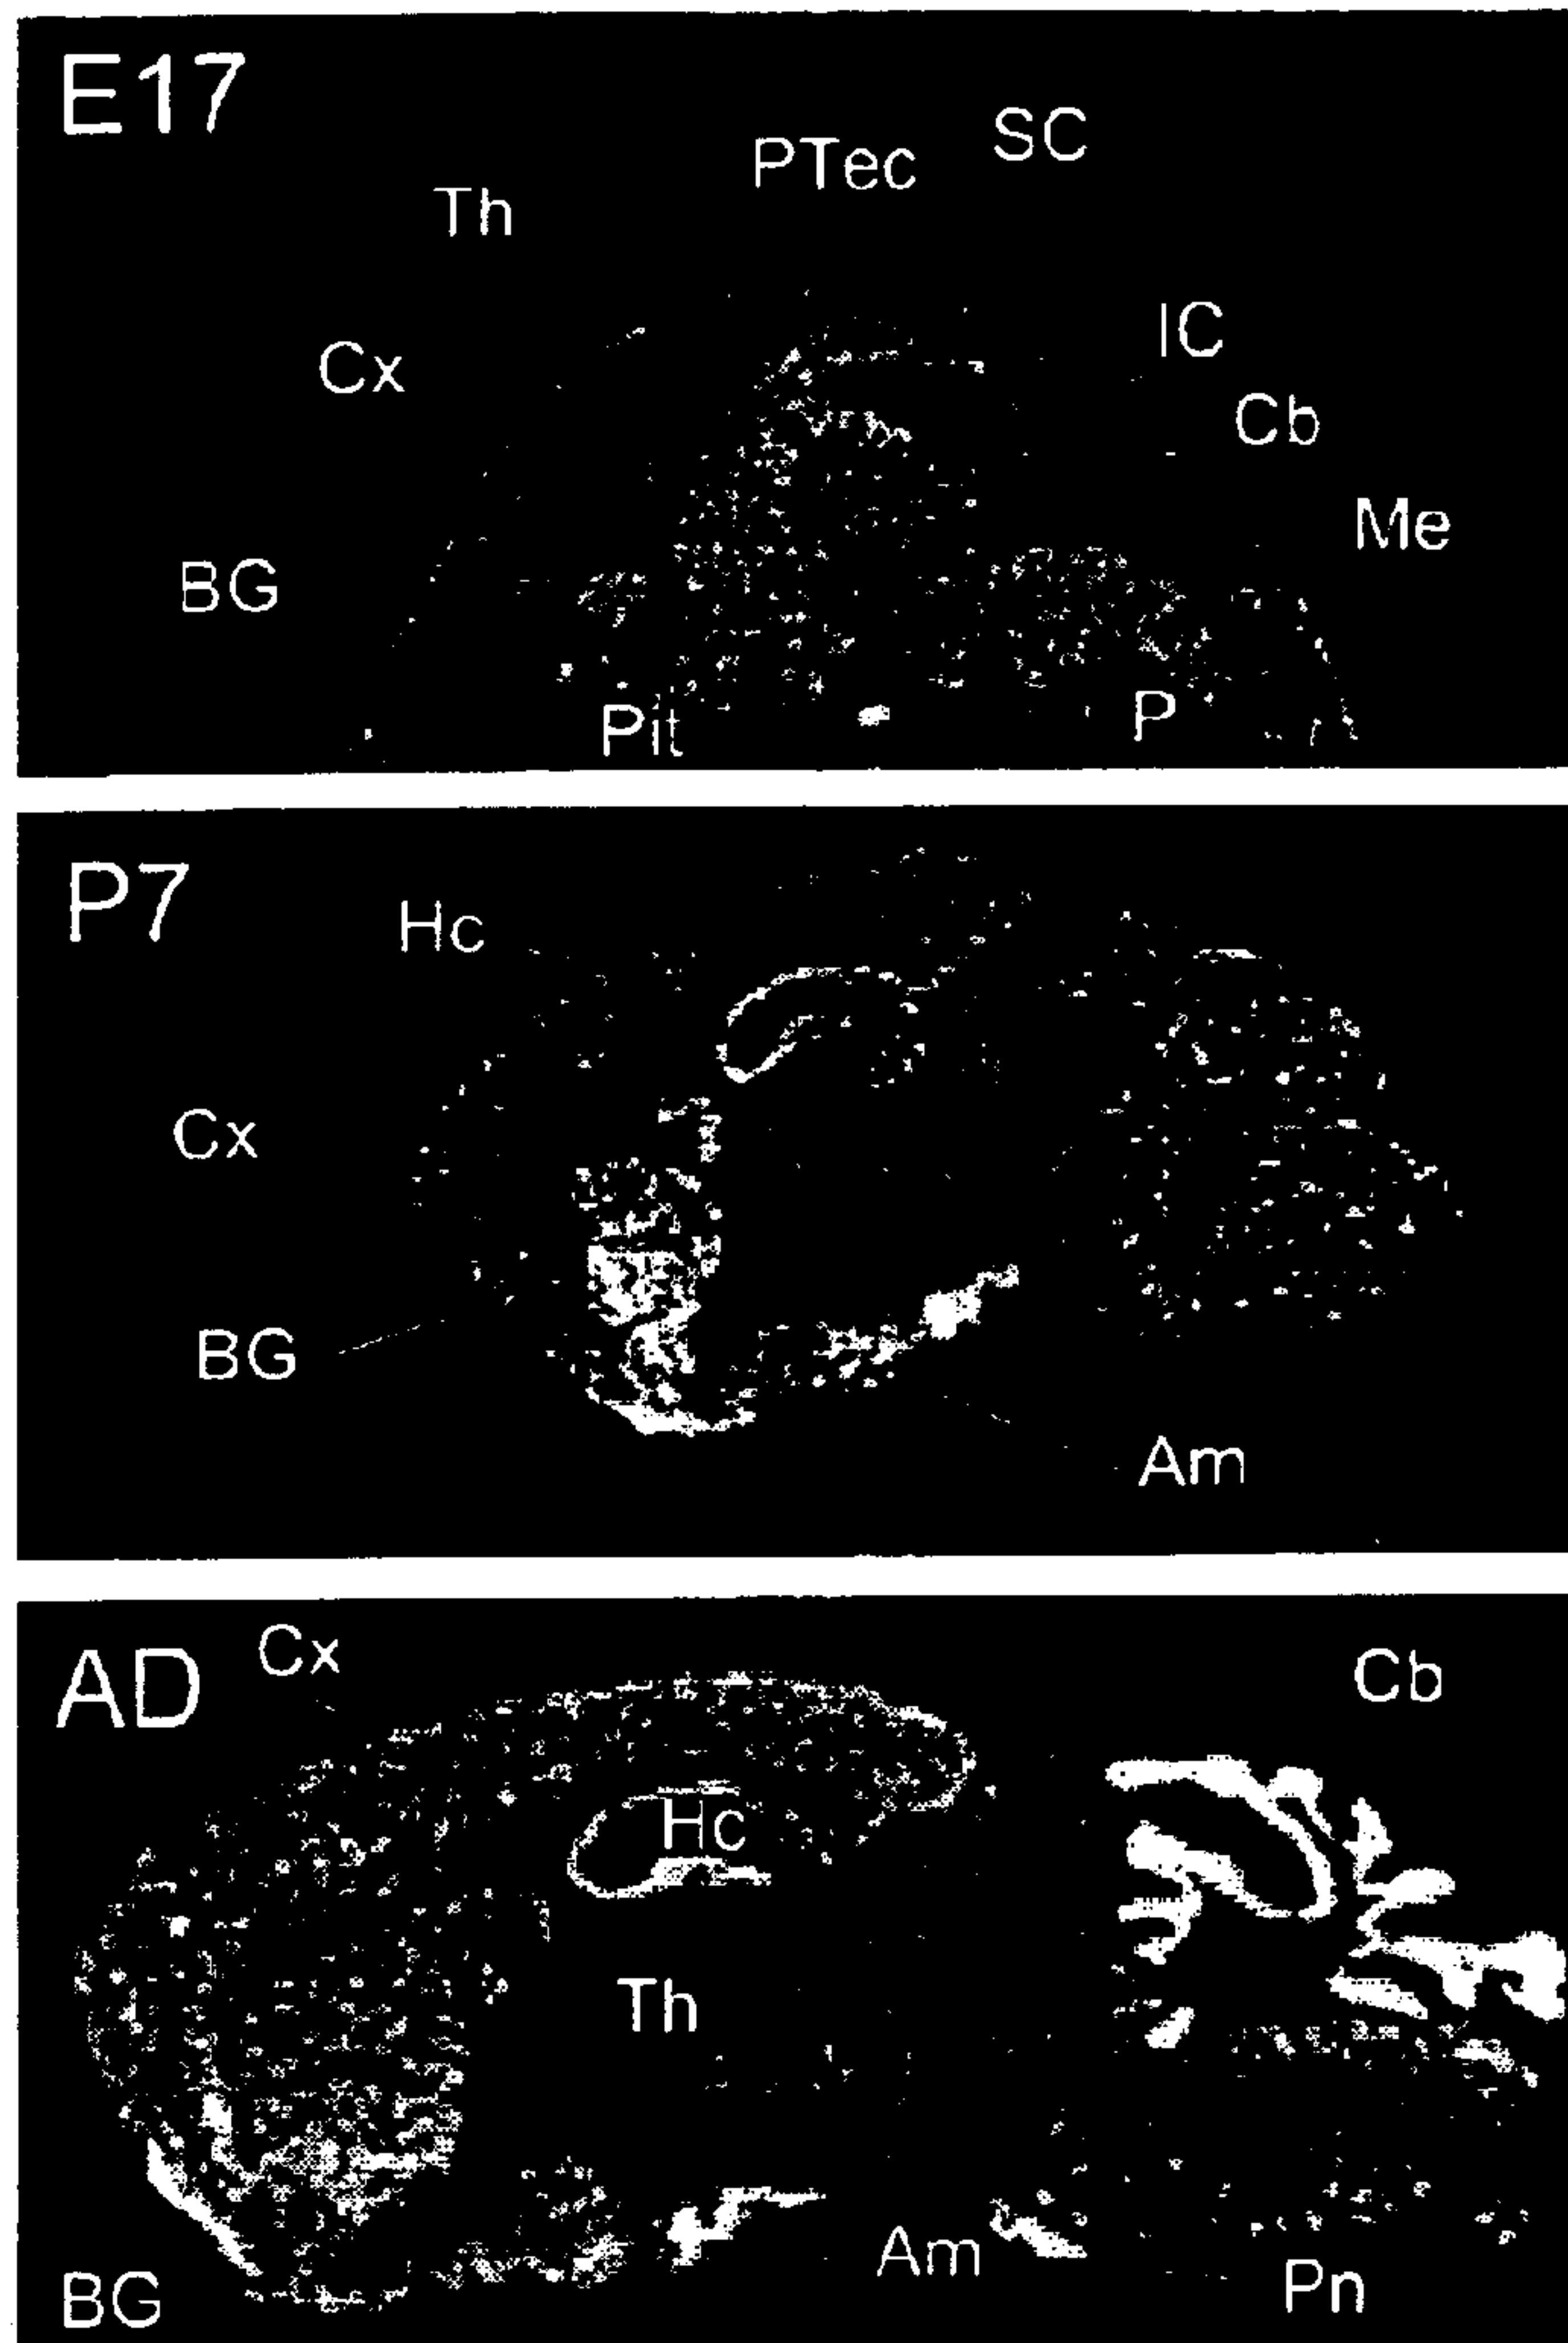 E17
SC
PTec
Th
IC
Cx
Cb
Me
BG
P
Pit
P7
Hc
Cx
BG
Am
AD
Cx
Cb
Hc
Th
Am
BG
Pn